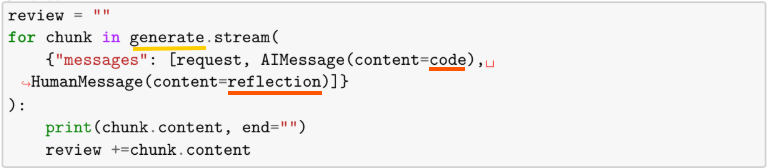 review = ""
for chunk in generate.stream(
    {"messages": [request, AIMessage(content=code),␣
↪HumanMessage(content=reflection)]}
):
    print(chunk.content, end="")
    review +=chunk.content